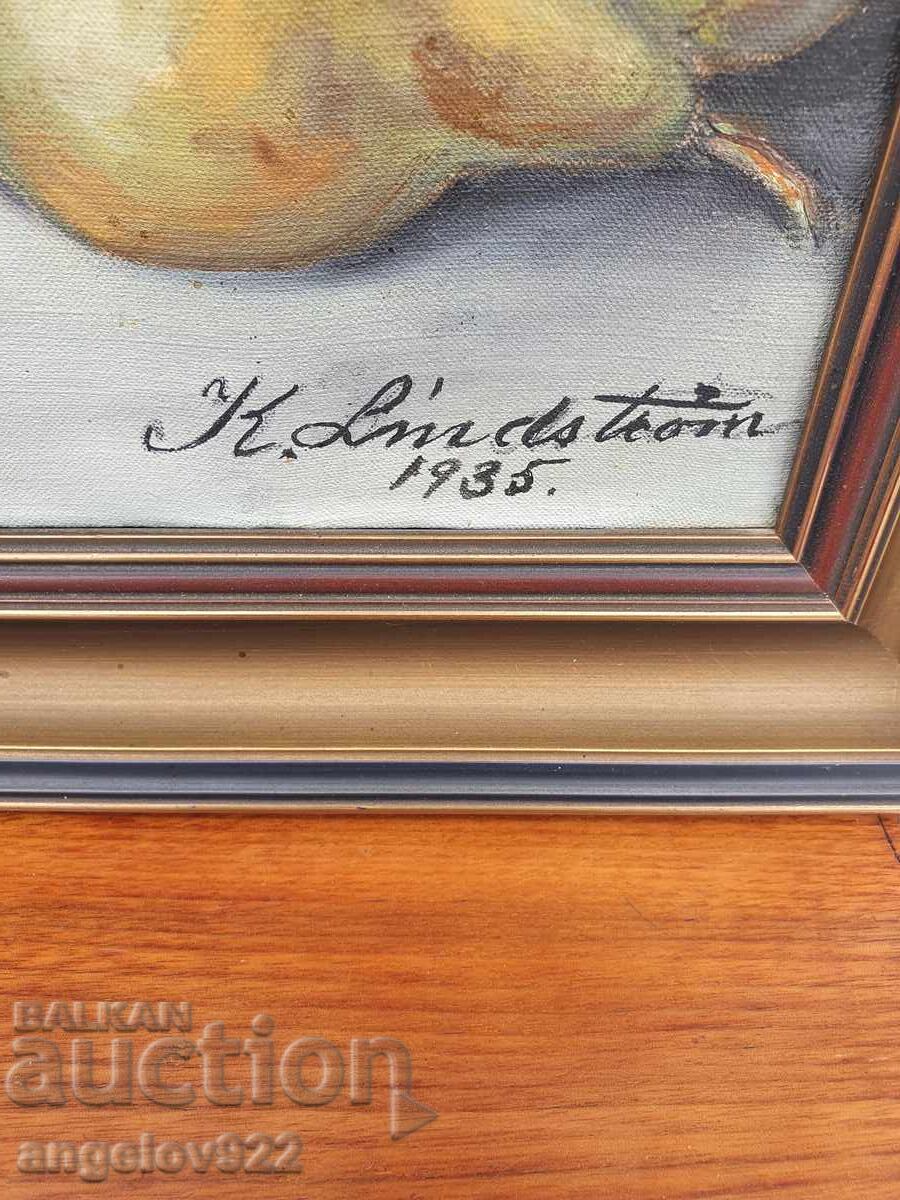 K. Lindström
1935.
BALKAN
auction
angelov922